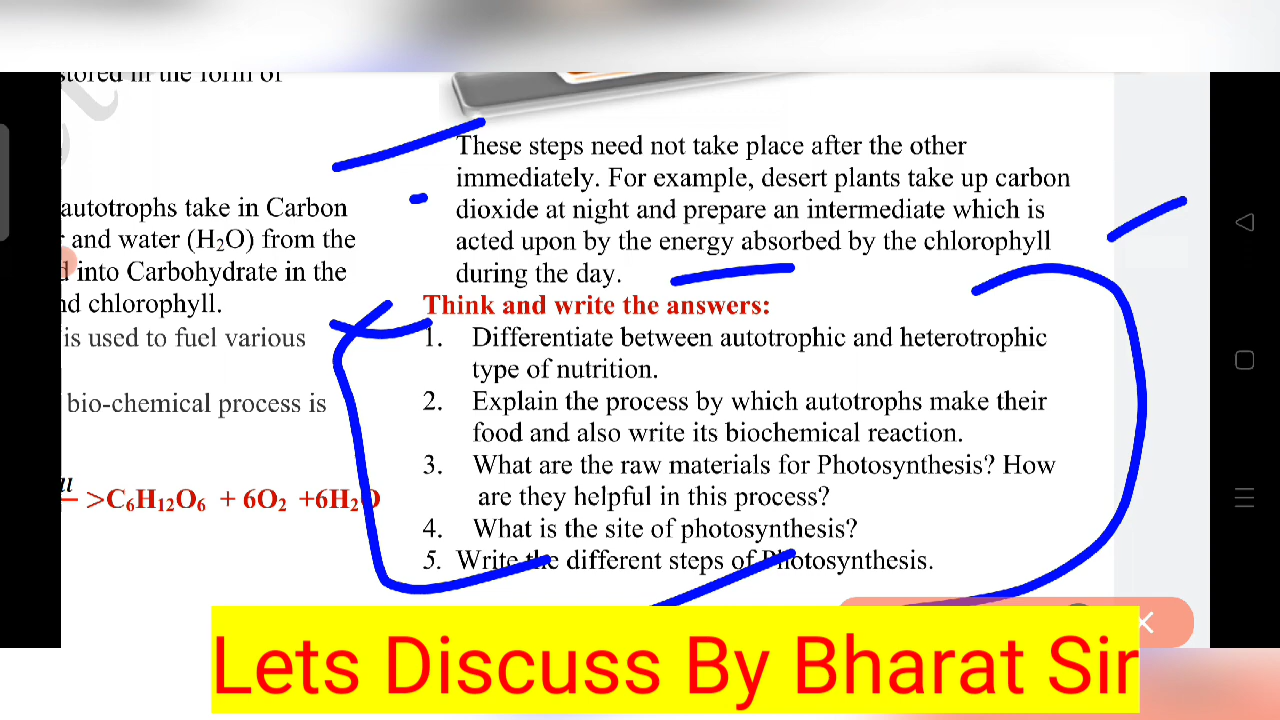 stored in the form of
autotrophs take in Carbon
and water (H₂O) from the
into Carbohydrate in the
chlorophyll.
is used to fuel various
bio-chemical process is
>C₆H₁₂O₆ + 6O₂ +6H₂O
These steps need not take place after the other
immediately. For example, desert plants take up carbon
dioxide at night and prepare an intermediate which is
acted upon by the energy absorbed by the chlorophyll
during the day.
Think and write the answers:
1. Differentiate between autotrophic and heterotrophic
type of nutrition.
2. Explain the process by which autotrophs make their
food and also write its biochemical reaction.
3. What are the raw materials for Photosynthesis? How
are they helpful in this process?
4. What is the site of photosynthesis?
5. Write the different steps of Photosynthesis.
Lets Discuss By Bharat Sir